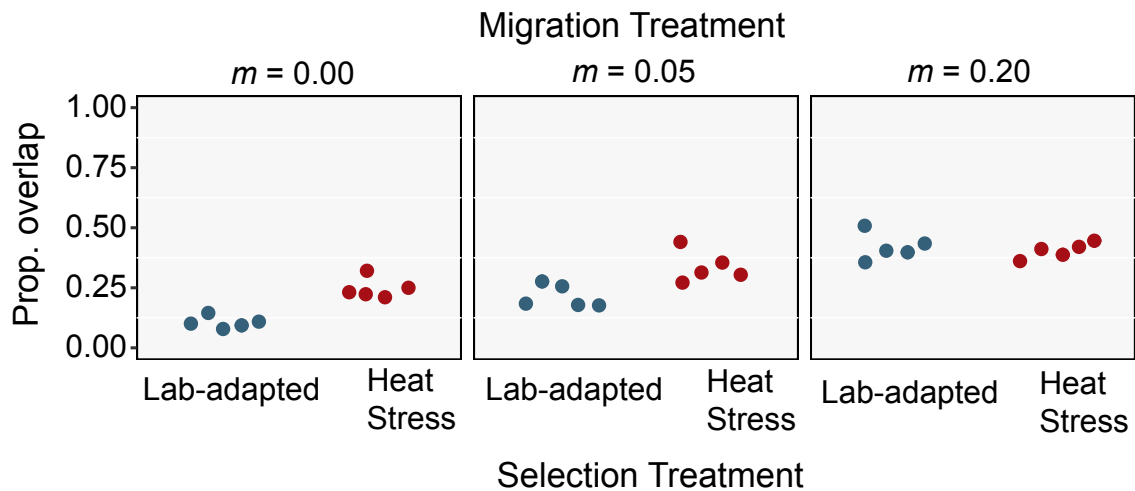 Migration Treatment
m = 0.00
m = 0.05
m = 0.20
Prop. overlap
1.00
0.75
0.50
0.25
0.00
Lab-adapted
Heat
Stress
Lab-adapted
Heat
Stress
Lab-adapted
Heat
Stress
Selection Treatment